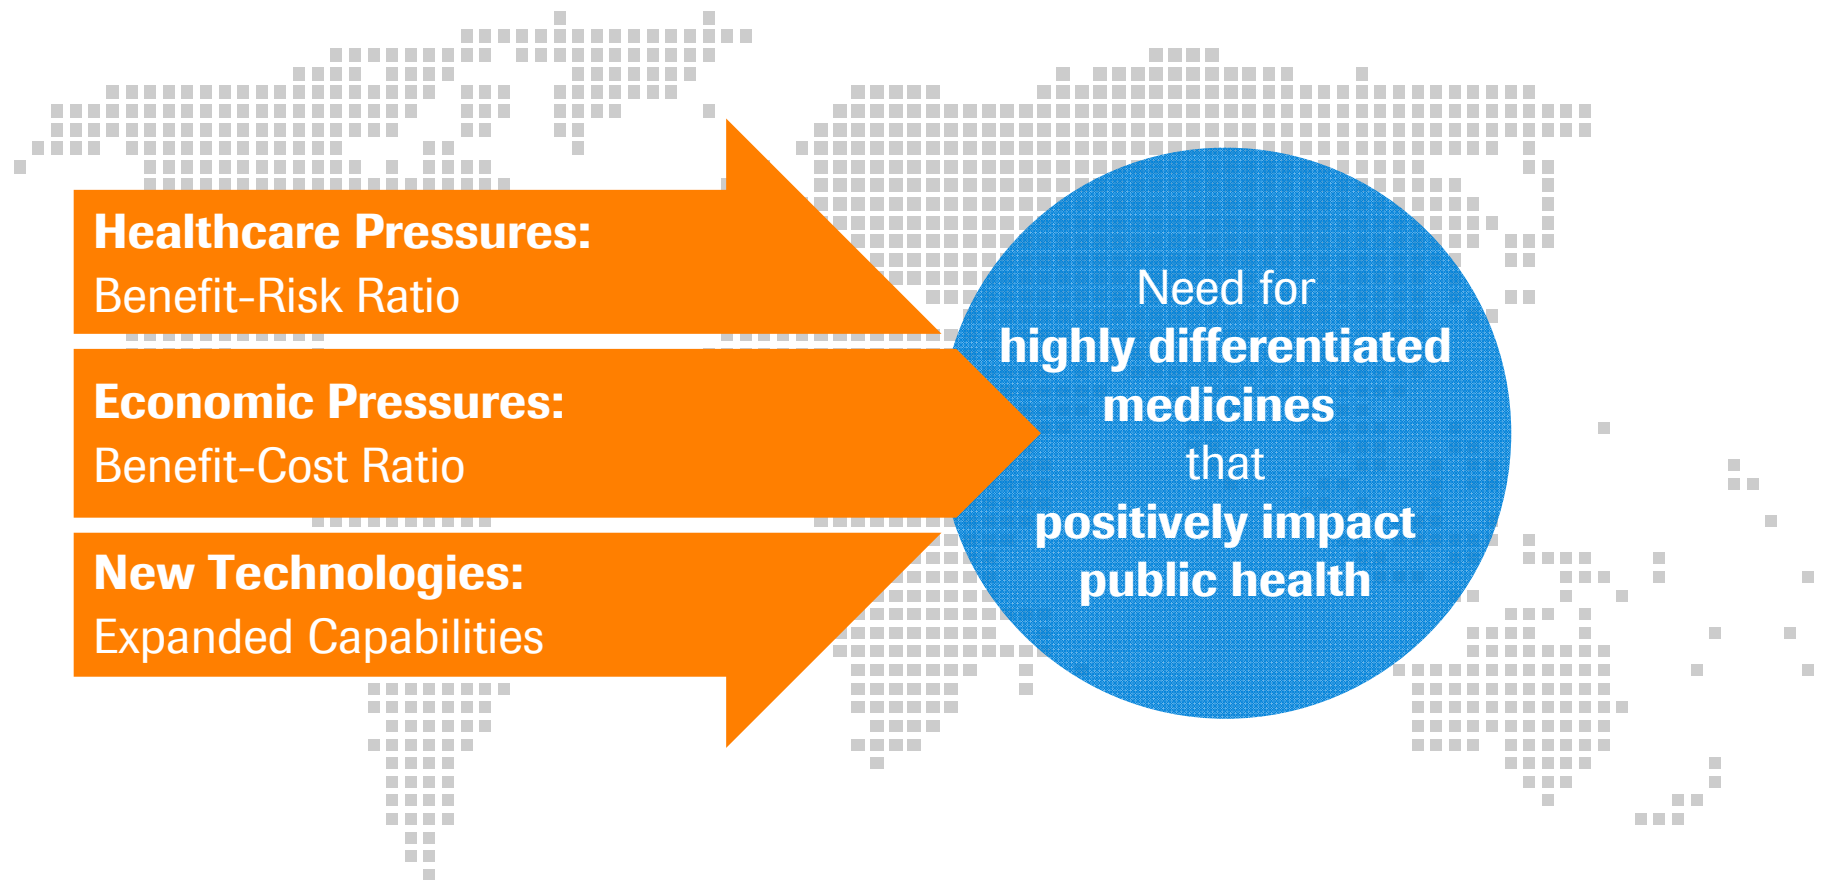 Healthcare Pressures:
Benefit-Risk Ratio
Economic Pressures:
Benefit-Cost Ratio
New Technologies:
Expanded Capabilities
Need for
highly differentiated
medicines
that
positively impact
public health